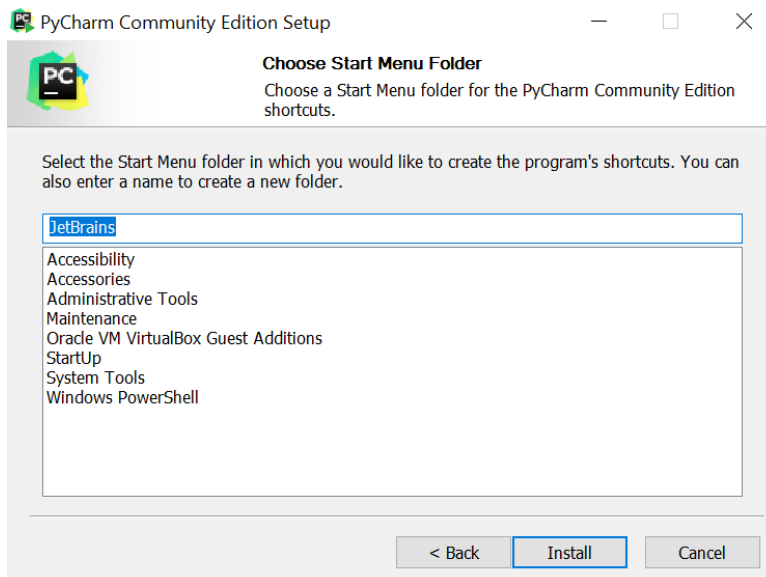 PyCharm Community Edition Setup
PC
Choose Start Menu Folder
Choose a Start Menu folder for the PyCharm Community Edition
shortcuts.
Select the Start Menu folder in which you would like to create the program's shortcuts. You can
also enter a name to create a new folder.
JetBrains
Accessibility
Accessories
Administrative Tools
Maintenance
Oracle VM VirtualBox Guest Additions
StartUp
System Tools
Windows PowerShell
< Back
Install
Cancel